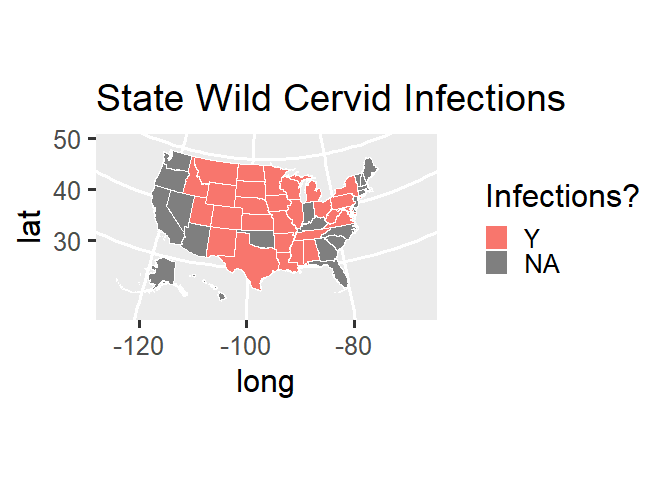 State Wild Cervid Infections
50
40
30
lat
-120
-100
-80
long
Infections?
Y
NA